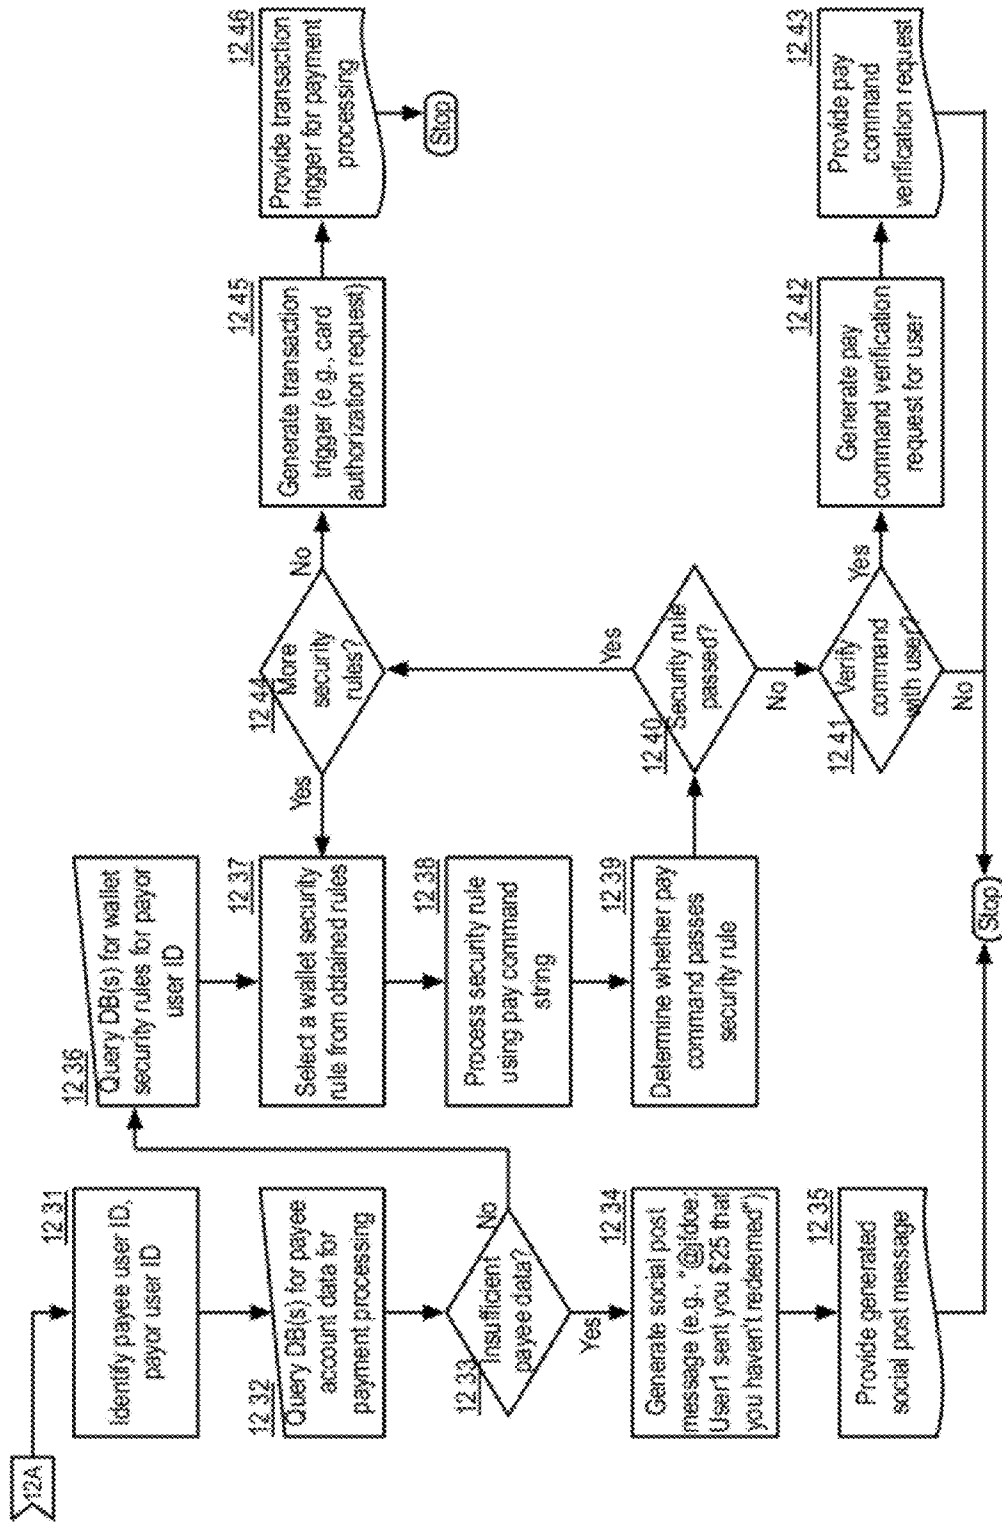 12A
12.31
Identify payee user ID,
payor user ID
12.32
Query DB(s) for payee
account data for
payment processing
12.33
Insufficient
payee data?
No
Yes
12.34
Generate social post
message (e.g., "@jfdoe:
User1 sent you $25 that
you haven't redeemed")
12.35
Provide generated
social post message
12.36
Query DB(s) for wallet
security rules for payor
user ID
12.37
Select a wallet security
rule from obtained rules
12.38
Process security rule
using pay command
string
12.39
Determine whether pay
command passes
security rule
Stop
12.44
More
security
rules?
Yes
No
12.40
Security rule
passed?
Yes
No
12.41
Verify
command
with user?
Yes
No
12.45
Generate transaction
trigger (e.g., card
authorization request)
12.42
Generate pay
command verification
request for user
12.46
Provide transaction
trigger for payment
processing
Stop
12.43
Provide pay
command
verification request